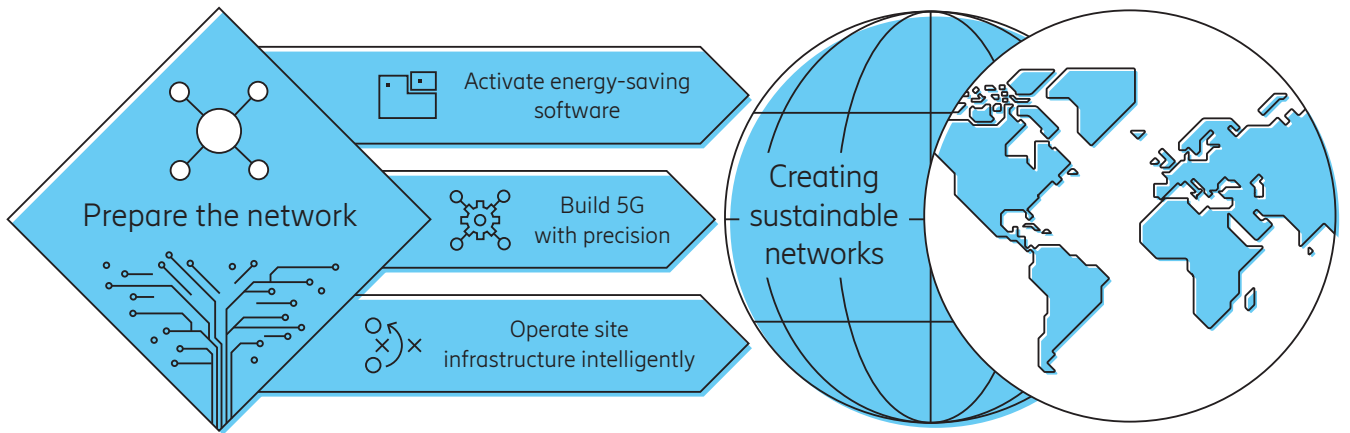 Prepare the network
Activate energy-saving
software
Build 5G
with precision
Operate site
infrastructure intelligently
Creating
sustainable
networks